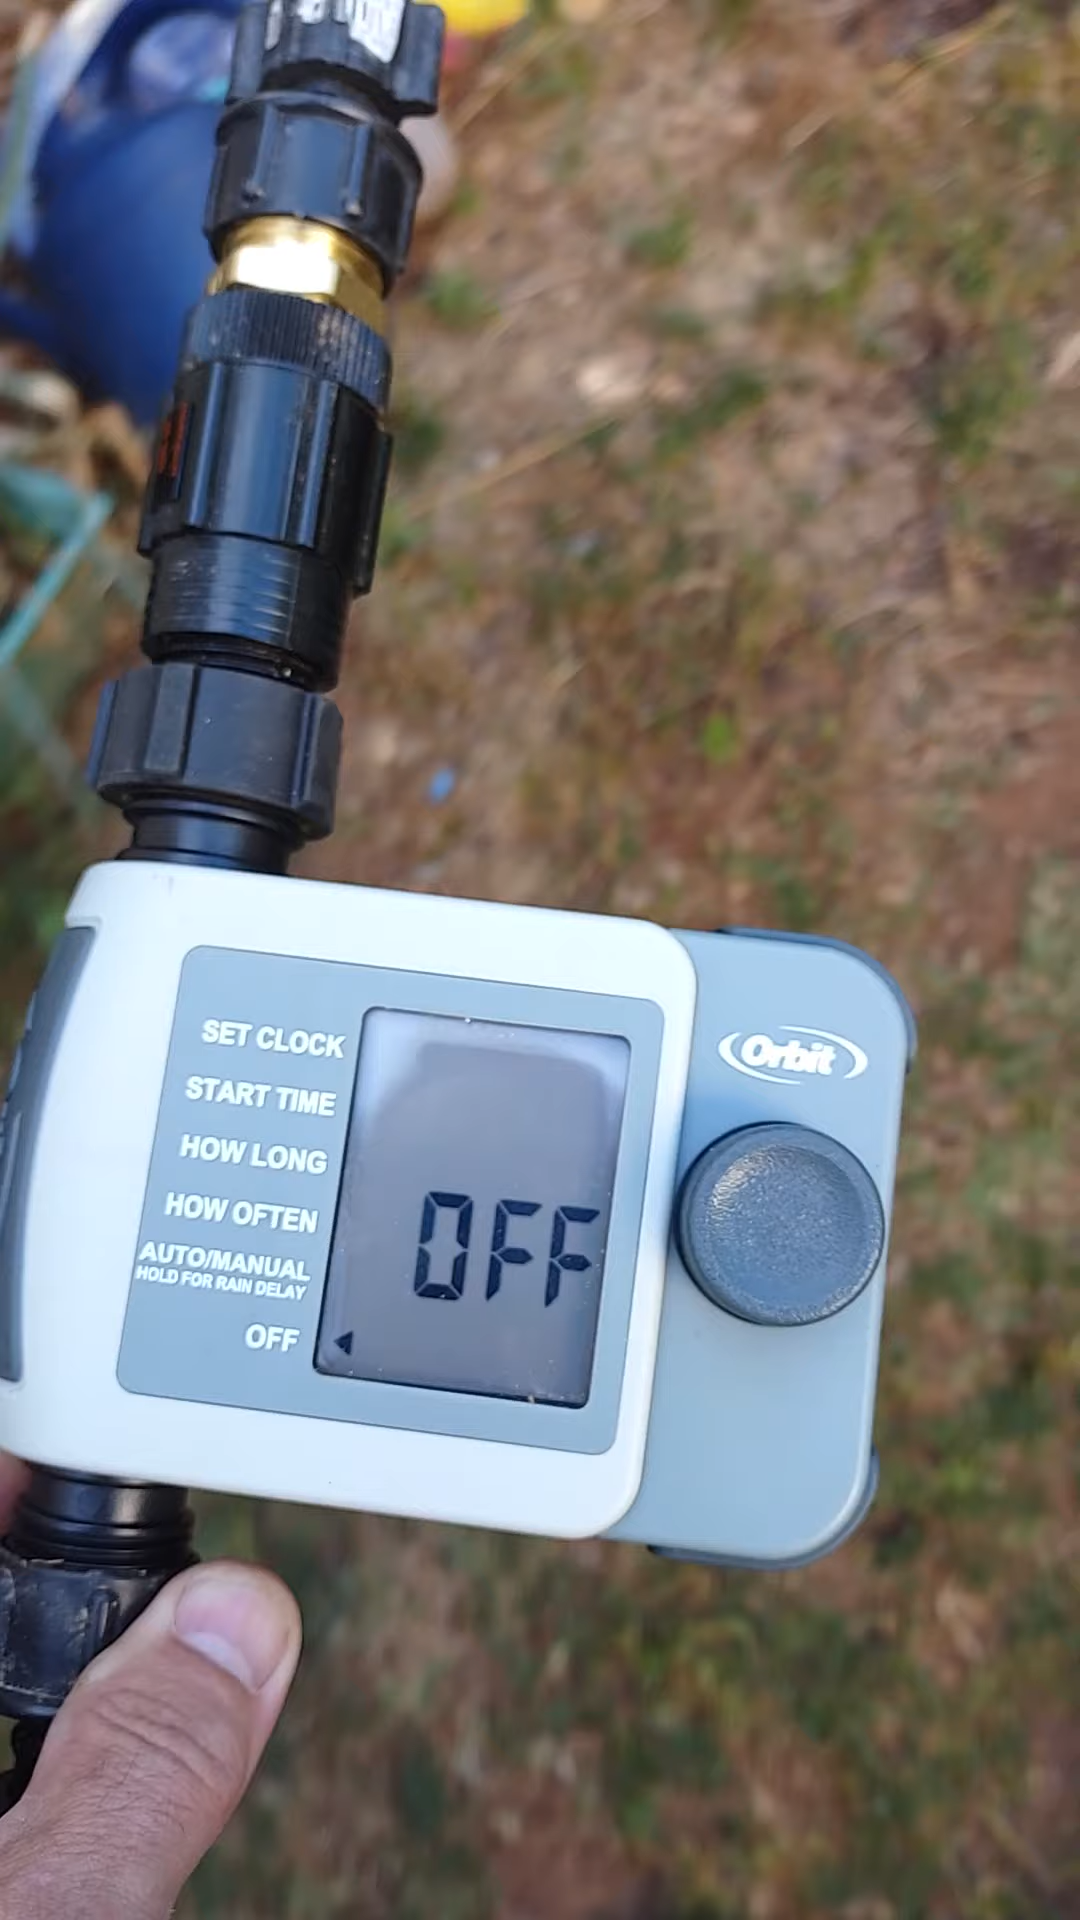 SET CLOCK
START TIME
HOW LONG
HOW OFTEN
AUTO/MANUAL
HOLD FOR RAIN DELAY
OFF
OFF
Orbit